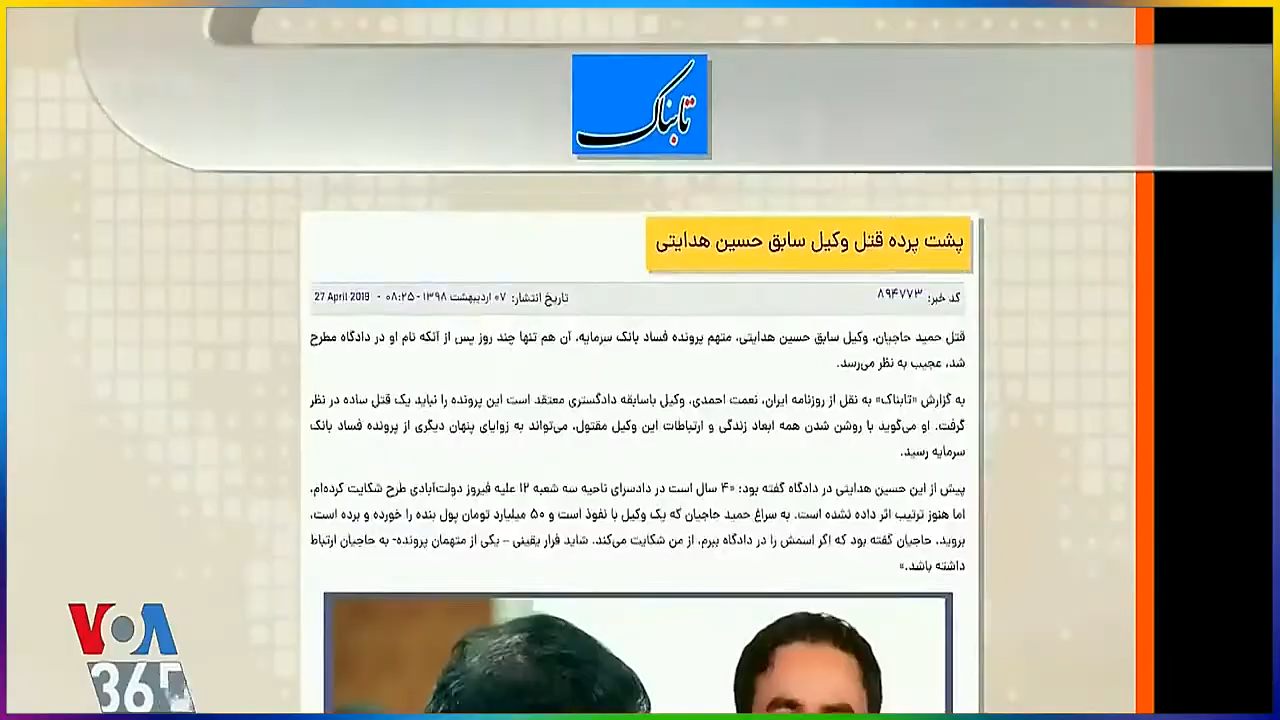 تابناک
پشت پرده قتل وکیل سابق حسین هدایتی
کد خبر: ۸۹۴۷۷۳
تاریخ انتشار: ۰۷ اردیبهشت ۱۳۹۸ - ۰۸:۲۵ - 27 April 2019
قتل حمید حاجیان، وکیل سابق حسین هدایتی، متهم پرونده فساد بانک سرمایه، آن هم تنها چند روز پس از آنکه نام او در دادگاه مطرح
شد، عجیب به نظر می‌رسد.
به گزارش «تابناک» به نقل از روزنامه ایران، نعمت احمدی، وکیل باسابقه دادگستری معتقد است این پرونده را نباید یک قتل ساده در نظر
گرفت. او می‌گوید با روشن شدن همه ابعاد زندگی و ارتباطات این وکیل مقتول، می‌تواند به زوایای پنهان دیگری از پرونده فساد بانک
سرمایه رسید.
پیش از این حسین هدایتی در دادگاه گفته بود: «۴ سال است در دادسرای ناحیه سه شعبه ۱۲ علیه فیروز دولت‌آبادی طرح شکایت کرده‌ام،
اما هنوز ترتیب اثر داده نشده است. به سراغ حمید حاجیان که یک وکیل با نفوذ است و ۵۰ میلیارد تومان پول بنده را خورده و برده است،
بروید. حاجیان گفته بود که اگر اسمش را در دادگاه ببرم، از من شکایت می‌کند. شاید فرار یقینی – یکی از متهمان پرونده- به حاجیان ارتباط
داشته باشد.»
VOA
365